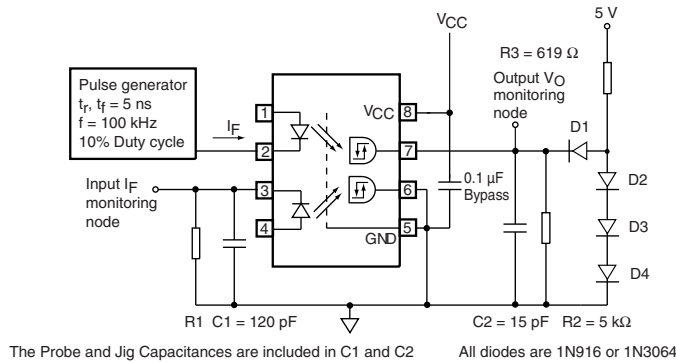 V CC
5 V
R3 = 619 Ω
Output VO
monitoring
node
Pulse generator
tr, tf = 5 ns
f = 100 kHz
10% Duty cycle
IF
1
2
3
4
VCC
8
7
6
5
GND
D1
D2
D3
D4
0.1 µF
Bypass
Input IF
monitoring
node
R1 C1 = 120 pF
C2 = 15 pF
R2 = 5 kΩ
The Probe and Jig Capacitances are included in C1 and C2
All diodes are 1N916 or 1N3064